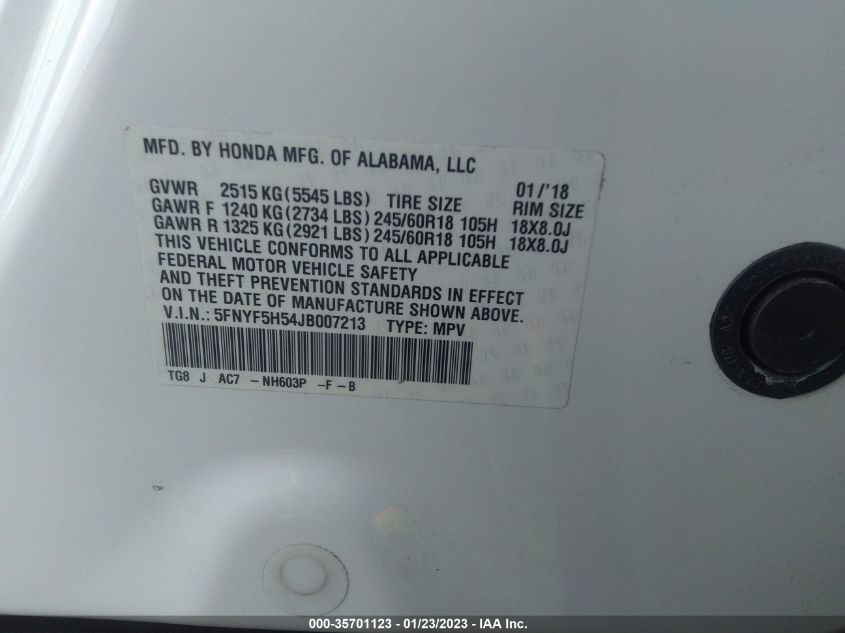 MFD. BY HONDA MFG. OF ALABAMA, LLC
GVWR 2515 KG (5545 LBS) TIRE SIZE 01/'18 RIM SIZE
GAWR F 1240 KG (2734 LBS) 245/60R18 105H 18X8.0J
GAWR R 1325 KG (2921 LBS) 245/60R18 105H 18X8.0J
THIS VEHICLE CONFORMS TO ALL APPLICABLE
FEDERAL MOTOR VEHICLE SAFETY
AND THEFT PREVENTION STANDARDS IN EFFECT
ON THE DATE OF MANUFACTURE SHOWN ABOVE.
V.I.N.: 5FNYF5H54JB007213 TYPE: MPV
TG8 J AC7 - NH603P - F - B
000-35701123 - 01/23/2023 - IAA Inc.